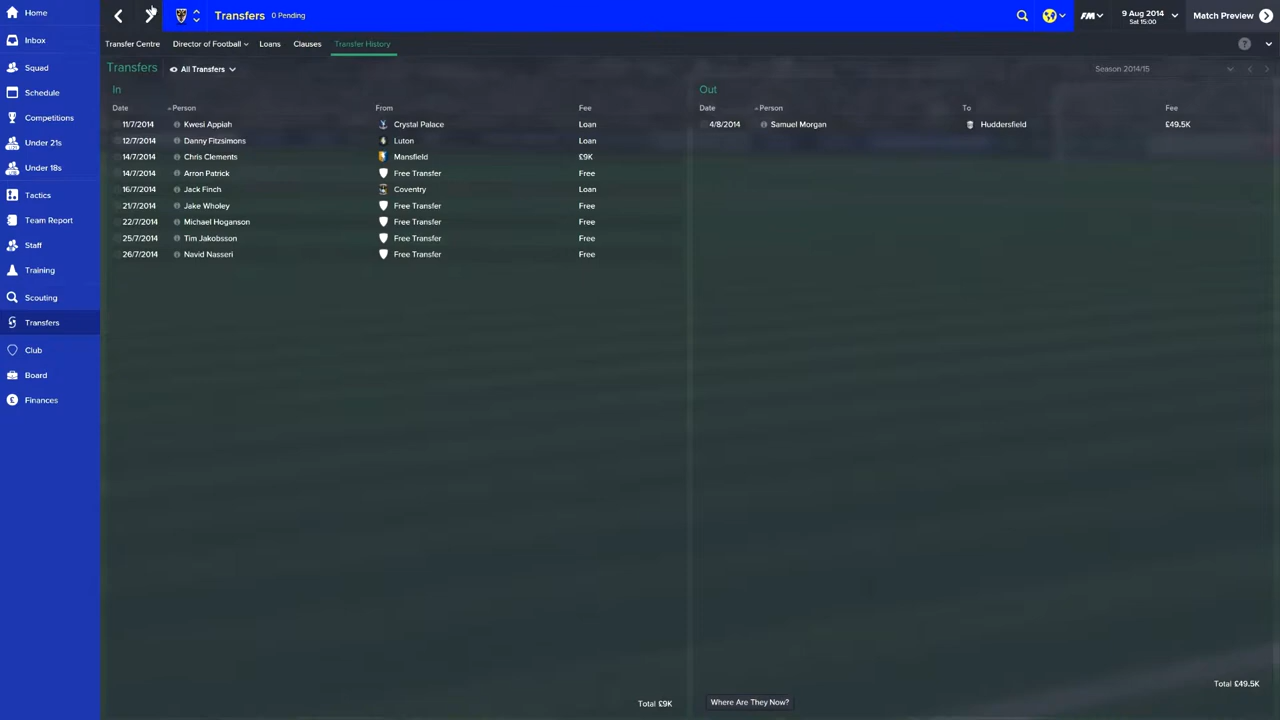 Home
Transfers 0 Pending
FM
9 Aug 2014
Sat 15:00
Match Preview
Inbox
Squad
Schedule
Competitions
Under 21s
Under 18s
Tactics
Team Report
Staff
Training
Scouting
Transfers
Club
Board
Finances
Transfer Centre Director of Football Loans Clauses Transfer History ?
Transfers All Transfers Season 2014/15
In
Date Person From Fee
11/7/2014 Kwesi Appiah Crystal Palace Loan
12/7/2014 Danny Fitzsimons Luton Loan
14/7/2014 Chris Clements Mansfield £9K
14/7/2014 Arron Patrick Free Transfer Free
16/7/2014 Jack Finch Coventry Loan
21/7/2014 Jake Wholey Free Transfer Free
22/7/2014 Michael Hoganson Free Transfer Free
25/7/2014 Tim Jakobsson Free Transfer Free
26/7/2014 Navid Nasseri Free Transfer Free
Total £9K
Out
Date Person To Fee
4/8/2014 Samuel Morgan Huddersfield £49.5K
Total £49.5K
Where Are They Now?